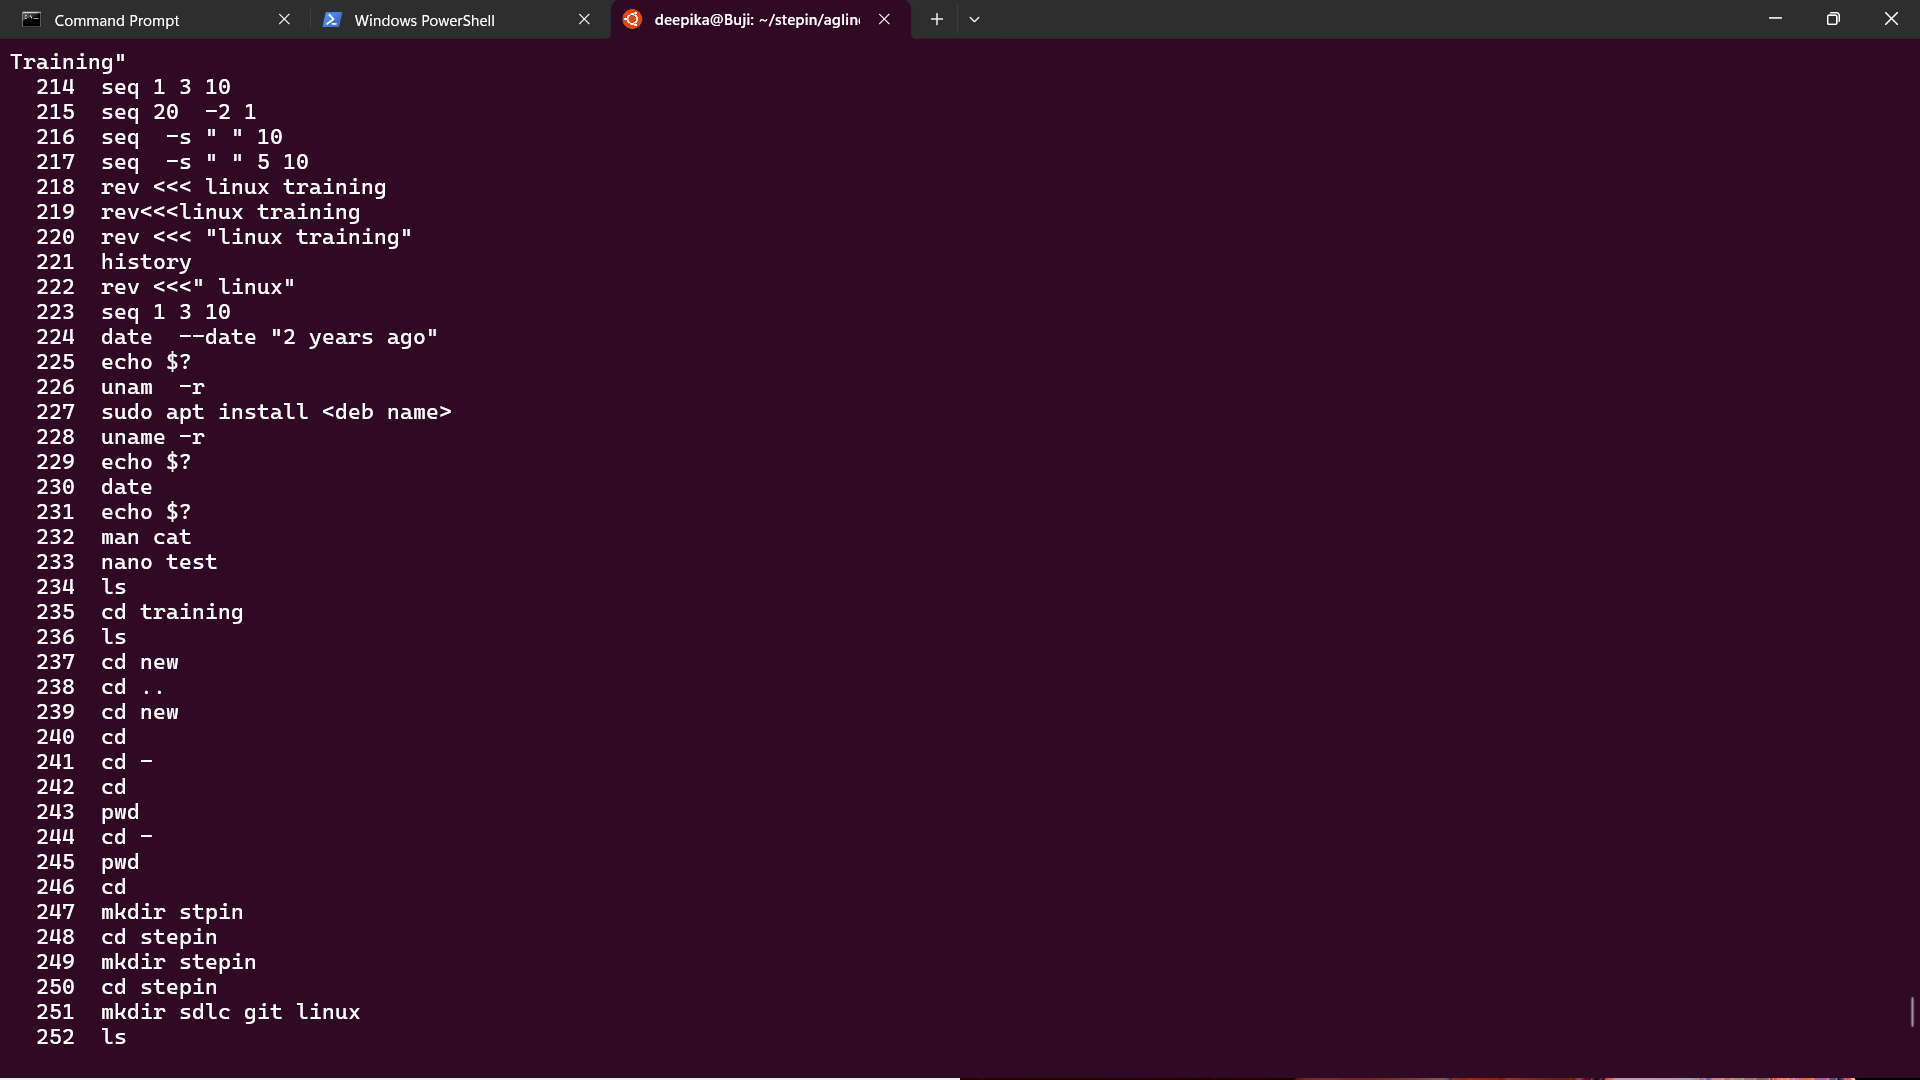 Command Prompt
Windows PowerShell
deepika@Buji: ~/stepin/aglin
Training"
214 seq 1 3 10
215 seq 20  -2 1
216 seq  -s " " 10
217 seq  -s " " 5 10
218 rev <<< linux training
219 rev<<<linux training
220 rev <<< "linux training"
221 history
222 rev <<<" linux"
223 seq 1 3 10
224 date  --date "2 years ago"
225 echo $?
226 unam  -r
227 sudo apt install <deb name>
228 uname -r
229 echo $?
230 date
231 echo $?
232 man cat
233 nano test
234 ls
235 cd training
236 ls
237 cd new
238 cd ..
239 cd new
240 cd
241 cd -
242 cd
243 pwd
244 cd -
245 pwd
246 cd
247 mkdir stpin
248 cd stepin
249 mkdir stepin
250 cd stepin
251 mkdir sdlc git linux
252 ls